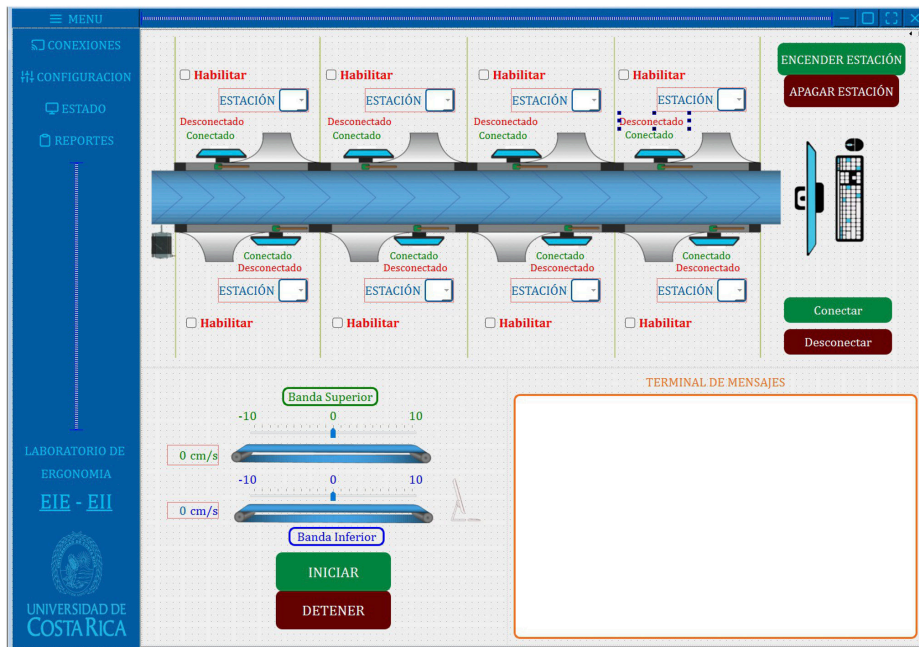 MENU
CONEXIONES
CONFIGURACION
ESTADO
REPORTES
LABORATORIO DE
ERGONOMIA
EIE - EII
UNIVERSIDAD DE
COSTA RICA
Habilitar Habilitar Habilitar Habilitar
ESTACIÓN ESTACIÓN ESTACIÓN ESTACIÓN
Desconectado Desconectado Desconectado Desconectado
Conectado Conectado Conectado Conectado
Conectado Conectado Conectado Conectado
Desconectado Desconectado Desconectado Desconectado
ESTACIÓN ESTACIÓN ESTACIÓN ESTACIÓN
Habilitar Habilitar Habilitar Habilitar
ENCENDER ESTACIÓN
APAGAR ESTACIÓN
Conectar
Desconectar
Banda Superior
-10 0 10
0 cm/s
-10 0 10
0 cm/s
Banda Inferior
INICIAR
DETENER
TERMINAL DE MENSAJES